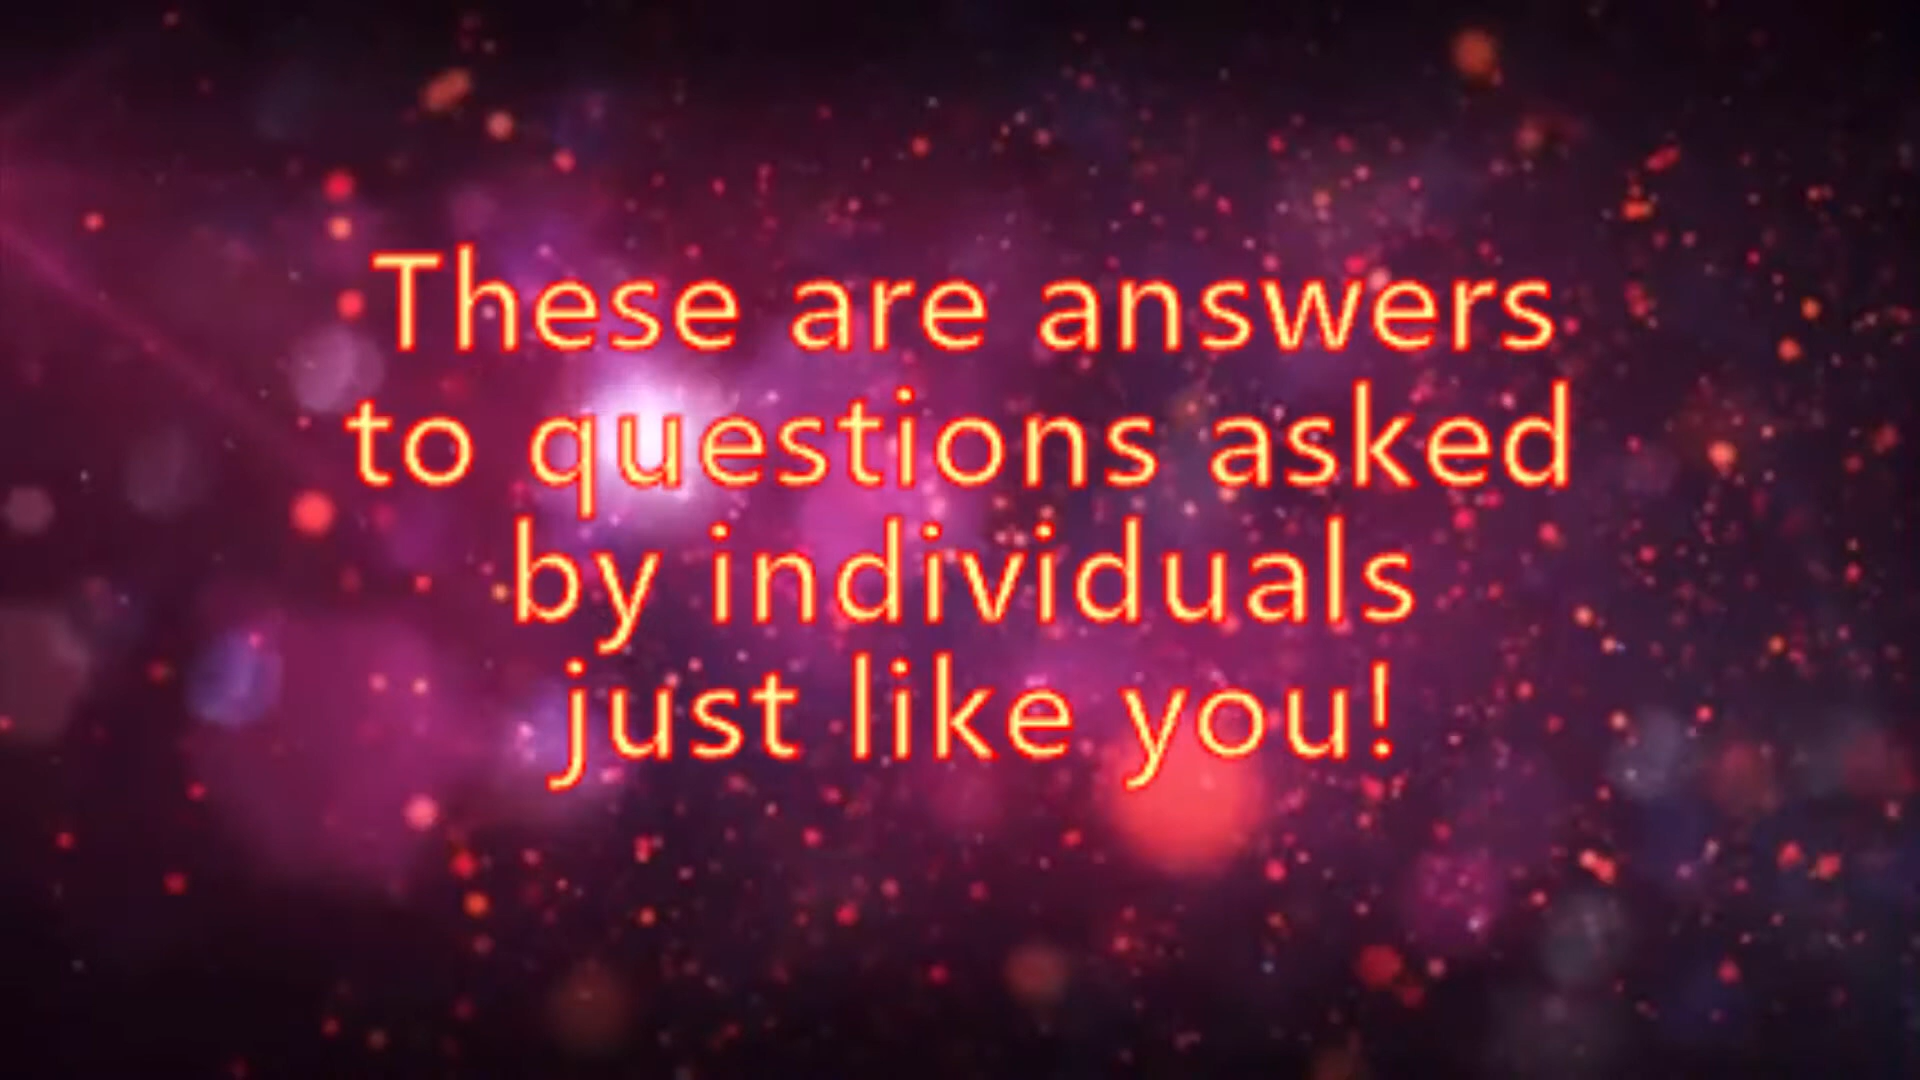 These are answers
to questions asked
by individuals
just like you!